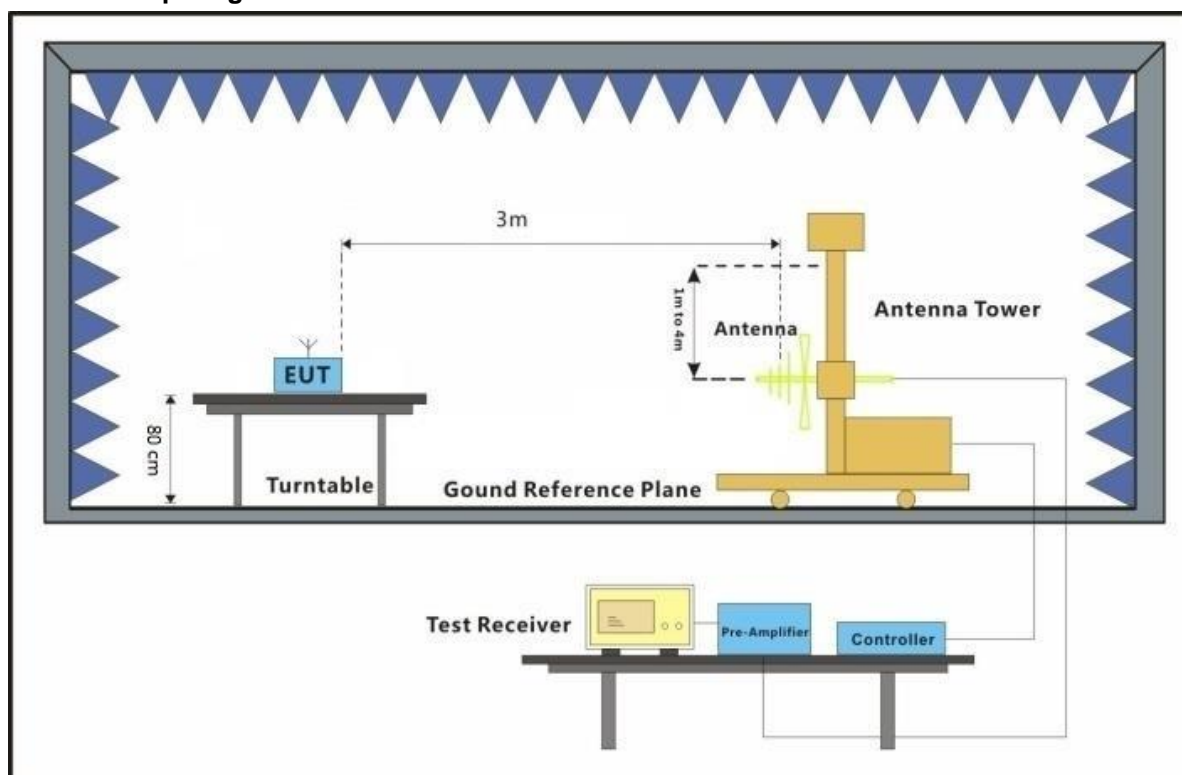 3m
1m to 4m
Antenna
Antenna Tower
EUT
80 cm
Turntable
Gound Reference Plane
Test Receiver
Pre-Amplifier
Controller